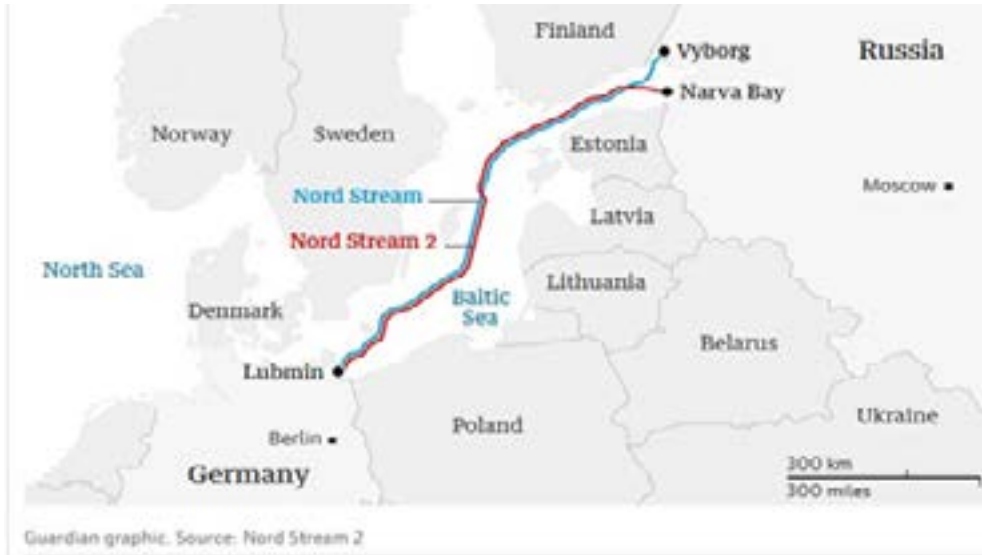 Finland
Vyborg
Russia
Narva Bay
Norway
Sweden
Estonia
Moscow
Nord Stream
Latvia
Nord Stream 2
North Sea
Lithuania
Baltic
Sea
Denmark
Belarus
Lubmin
Ukraine
Poland
Berlin
Germany
300 km
300 miles
Guardian graphic. Source: Nord Stream 2